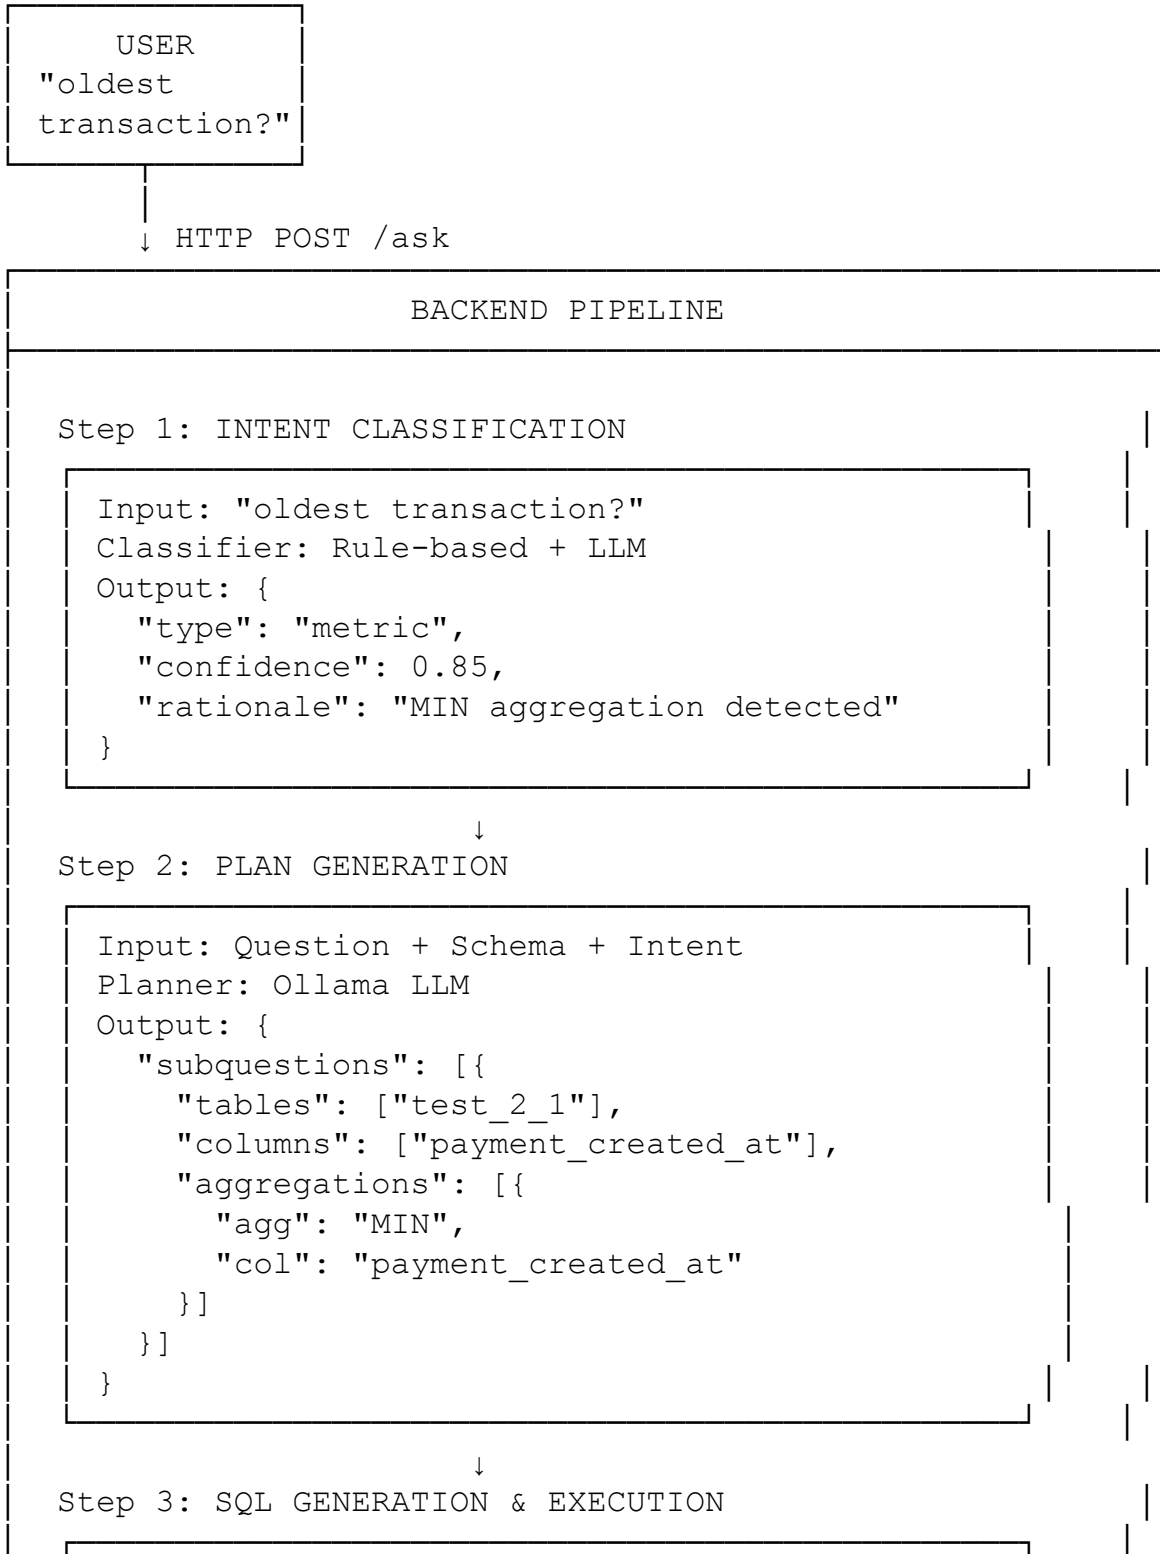 USER
"oldest
transaction?"
↓ HTTP POST /ask
BACKEND PIPELINE
Step 1: INTENT CLASSIFICATION
Input: "oldest transaction?"
Classifier: Rule-based + LLM
Output: {
"type": "metric",
"confidence": 0.85,
"rationale": "MIN aggregation detected"
}
↓
Step 2: PLAN GENERATION
Input: Question + Schema + Intent
Planner: Ollama LLM
Output: {
"subquestions": [{
"tables": ["test_2_1"],
"columns": ["payment_created_at"],
"aggregations": [{
"agg": "MIN",
"col": "payment_created_at"
}]
}]
}
↓
Step 3: SQL GENERATION & EXECUTION